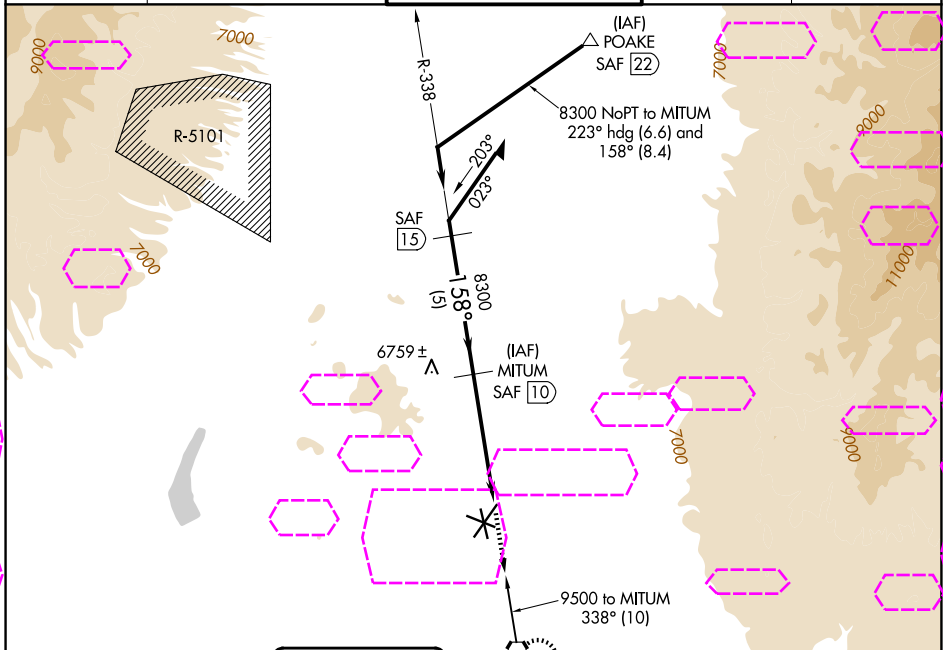 9000
7000
R-5101
R-338
(IAF)
POAKE
SAF 22
7000
8300 NoPT to MITUM
223° hdg (6.6) and
158° (8.4)
9000
203°
023°
SAF
15
7000
11000
8300
158°
(5)
6759 ±
(IAF)
MITUM
SAF 10
7000
9000
9500 to MITUM
338° (10)